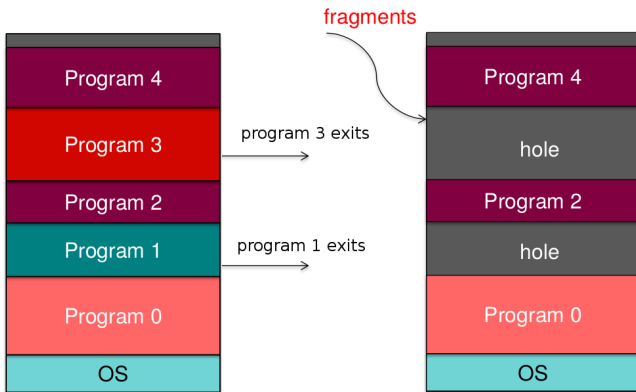 fragments
Program 4
Program 3
Program 2
Program 1
Program 0
OS
program 3 exits
program 1 exits
Program 4
hole
Program 2
hole
Program 0
OS